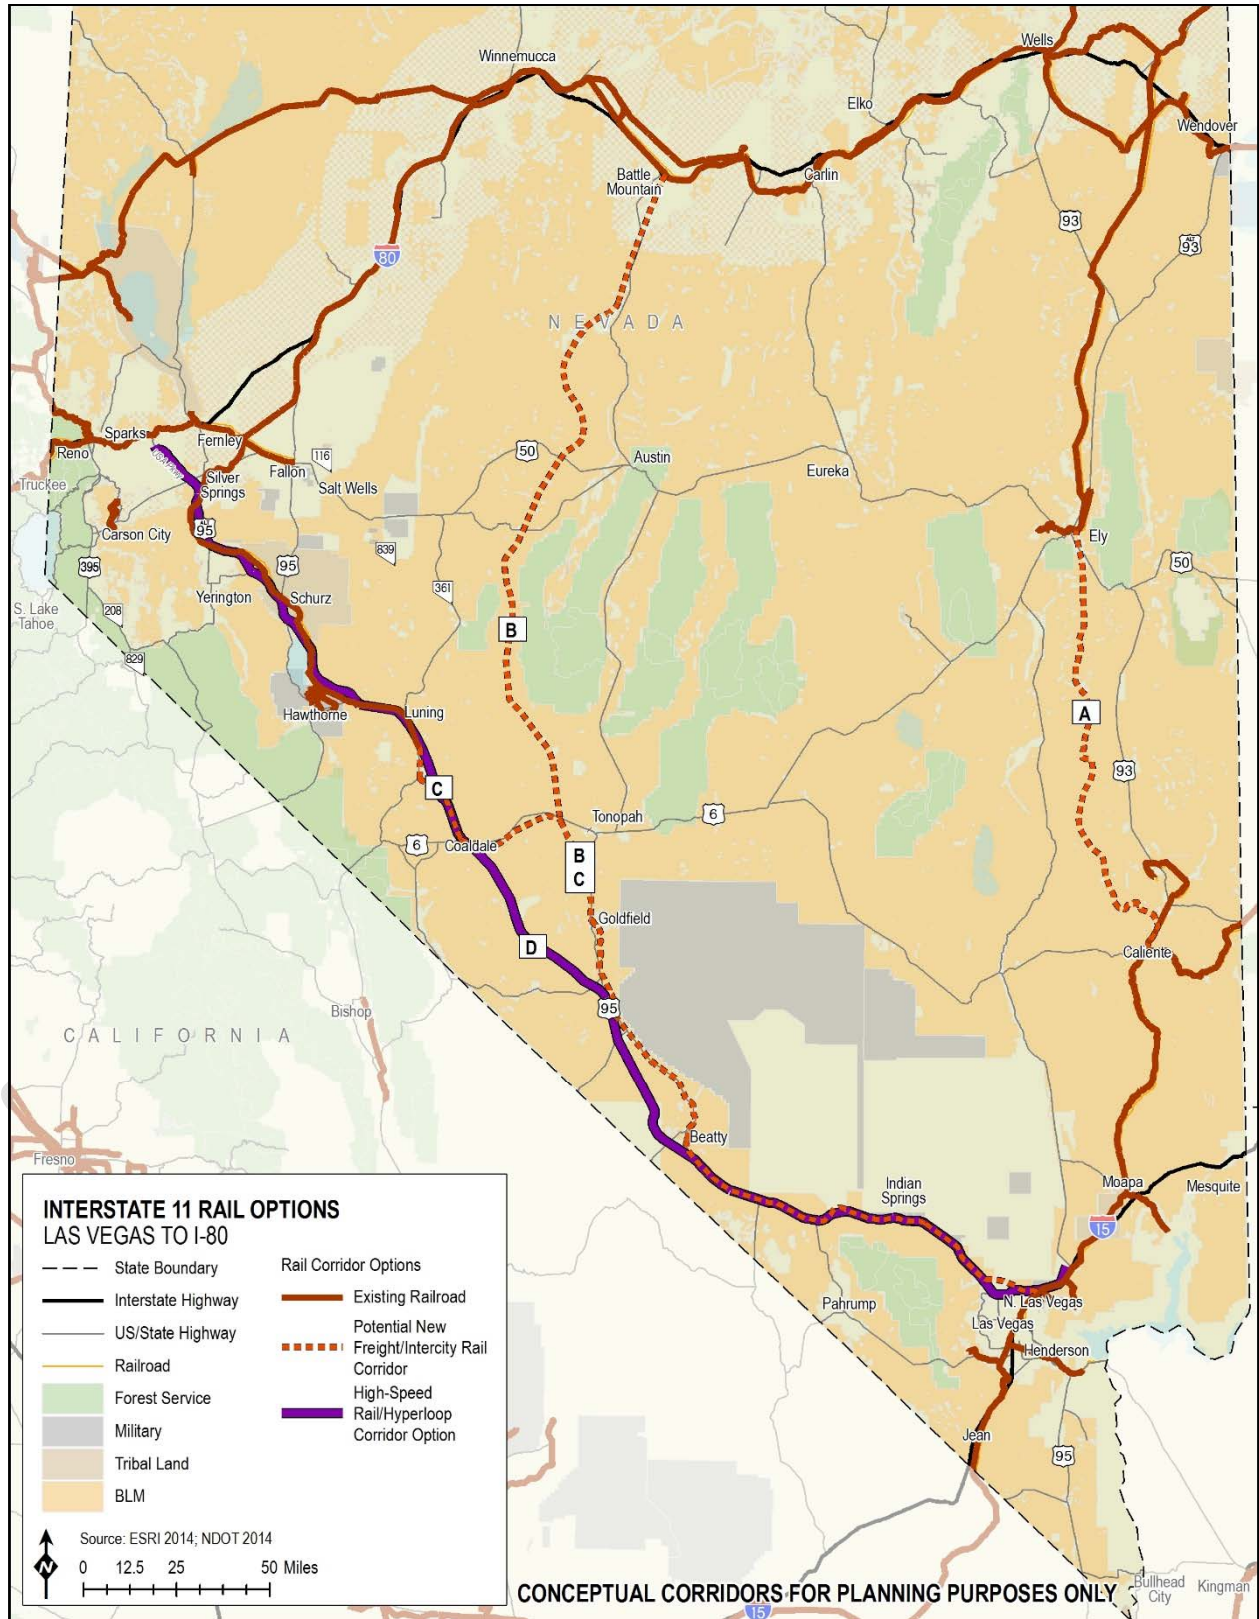 Wells
Winnemucca
Elko
Wendover
Battle
Mountain
Carlin
93
ALT
93
80
NEVADA
Sparks
Reno
Fernley
USA Pkwy
Fallon
116
50
Austin
Eureka
Truckee
Silver
Springs
Salt Wells
Carson City
ALT
95
839
Ely
395
95
361
50
S. Lake
Tahoe
208
Yerington
Schurz
B
829
Hawthorne
Luning
A
C
93
Tonopah
6
6
Coaldale
B
C
Goldfield
D
Caliente
Bishop
95
CALIFORNIA
Beatty
Fresno
Indian
Springs
Moapa
Mesquite
15
Pahrump
N. Las Vegas
Las Vegas
Henderson
Jean
95
INTERSTATE 11 RAIL OPTIONS
LAS VEGAS TO I-80
State Boundary
Interstate Highway
US/State Highway
Railroad
Forest Service
Military
Tribal Land
BLM
Rail Corridor Options
Existing Railroad
Potential New
Freight/Intercity Rail
Corridor
High-Speed
Rail/Hyperloop
Corridor Option
Source: ESRI 2014; NDOT 2014
N
0 12.5 25 50 Miles
CONCEPTUAL CORRIDORS FOR PLANNING PURPOSES ONLY
Bullhead
City
Kingman
15